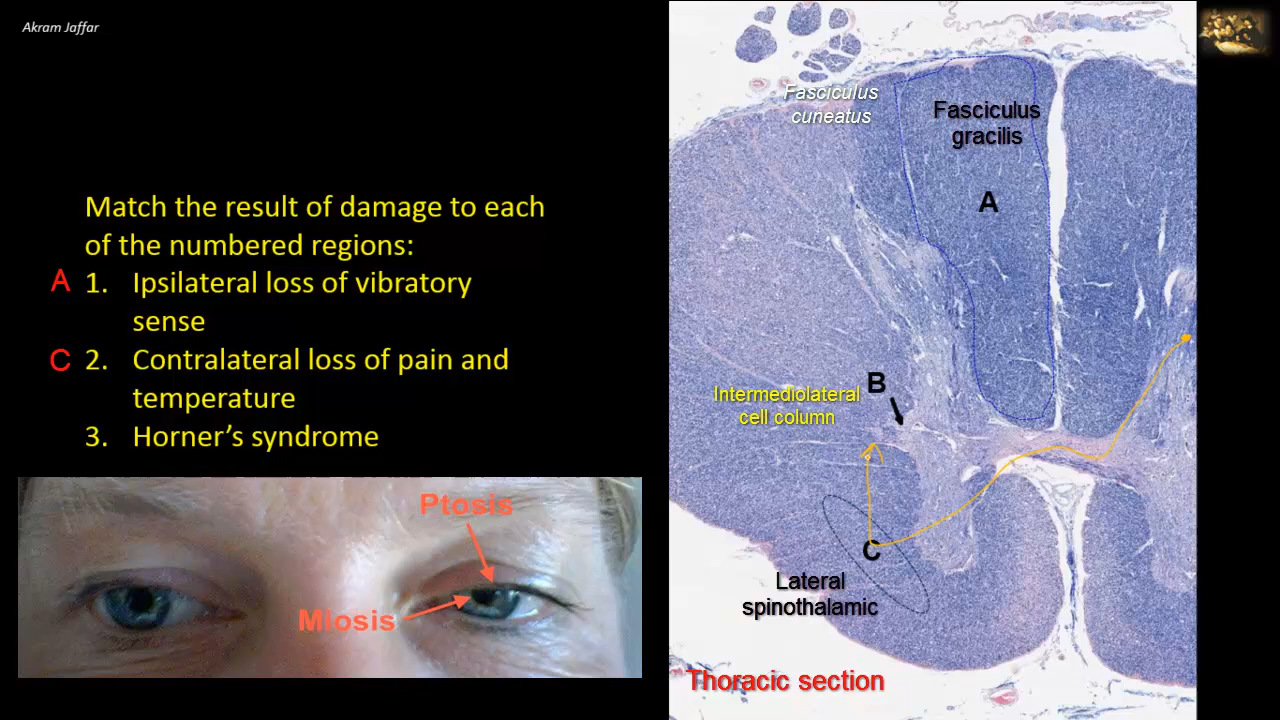 Akram Jaffar
Match the result of damage to each
of the numbered regions:
A 1. Ipsilateral loss of vibratory
sense
C 2. Contralateral loss of pain and
temperature
3. Horner's syndrome
Ptosis
Miosis
Fasciculus
cuneatus
Fasciculus
gracilis
A
B
Intermediolateral
cell column
C
Lateral
spinothalamic
Thoracic section